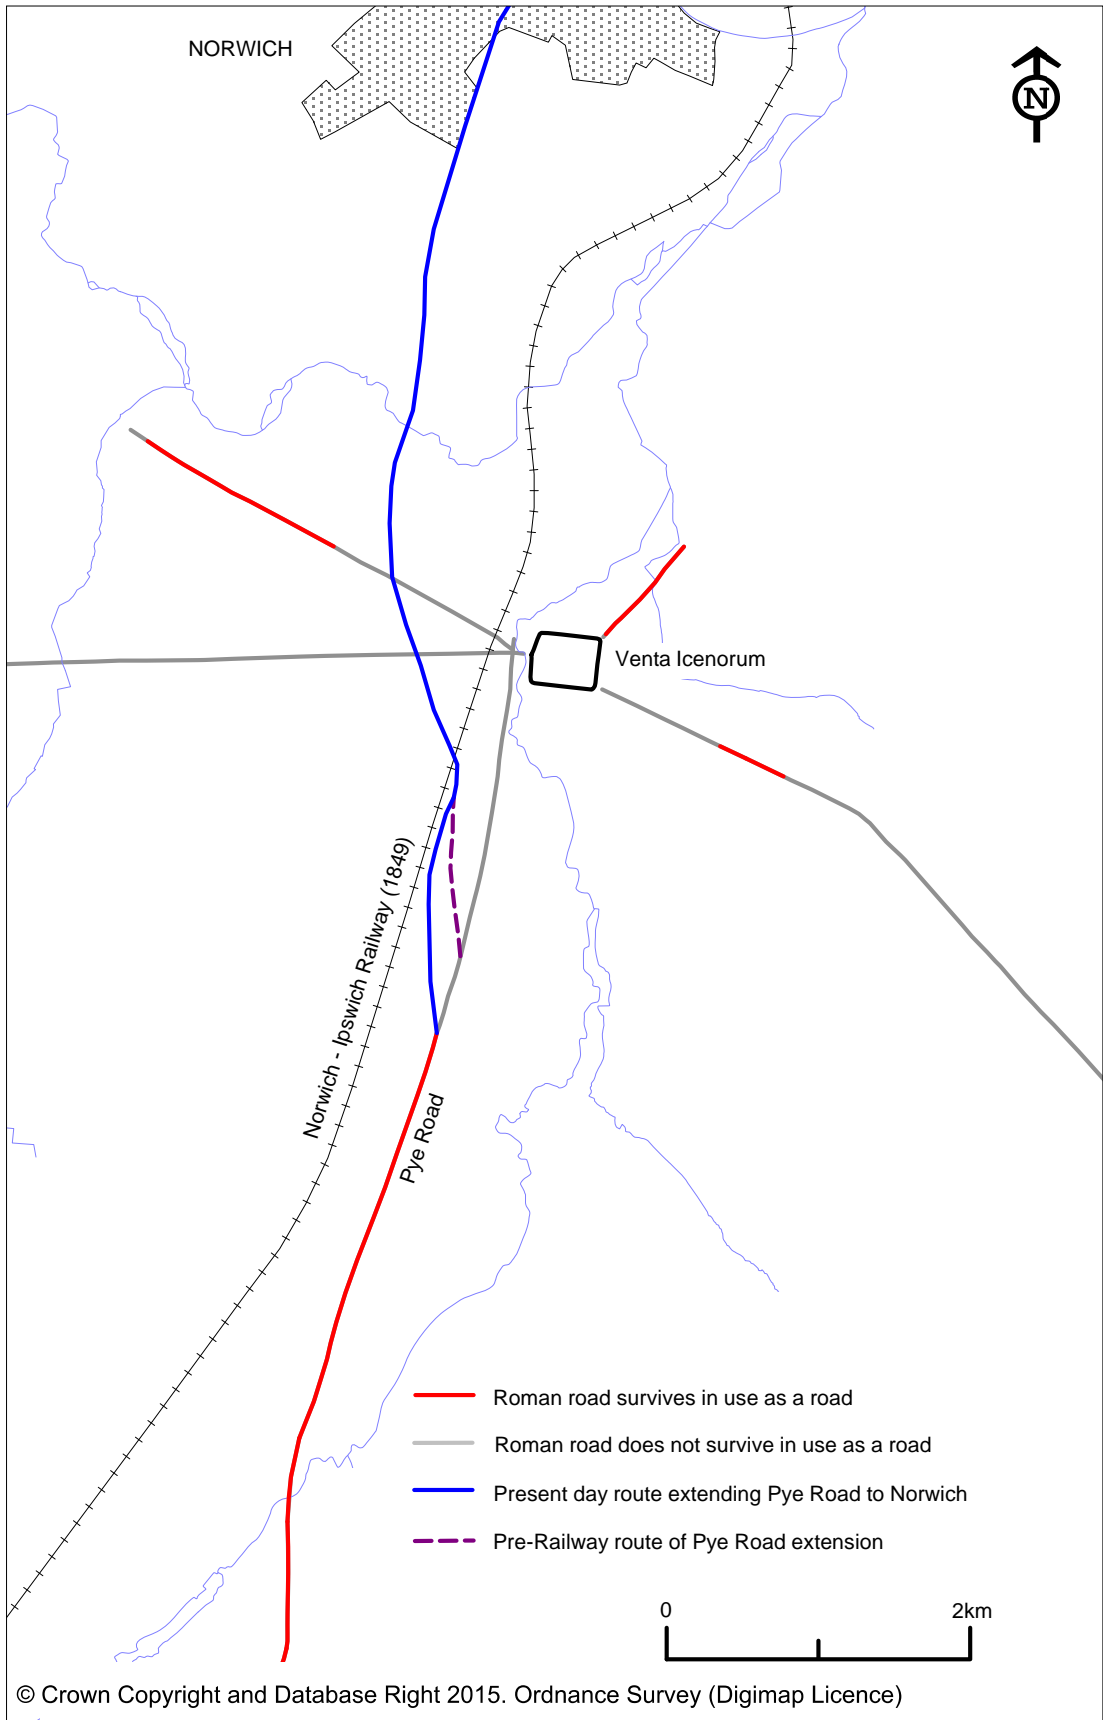 NORWICH
N
Venta Icenorum
Norwich - Ipswich Railway (1849)
Pye Road
Roman road survives in use as a road
Roman road does not survive in use as a road
Present day route extending Pye Road to Norwich
Pre-Railway route of Pye Road extension
0 2km
© Crown Copyright and Database Right 2015. Ordnance Survey (Digimap Licence)